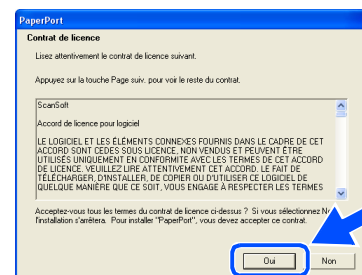 PaperPort
Contrat de licence
Lisez attentivement le contrat de licence suivant.
Appuyez sur la touche Page suiv. pour voir le reste du contrat.
ScanSoft
Accord de licence pour logiciel
LE LOGICIEL ET LES ÉLÉMENTS CONNEXES FOURNIS DANS LE CADRE DE CET
ACCORD SONT CEDES SOUS LICENCE, NON VENDUS ET PEUVENT ÊTRE
UTILISÉS UNIQUEMENT EN CONFORMITE AVEC LES TERMES DE CET ACCORD
DE LICENCE. VEUILLEZ LIRE ATTENTIVEMENT CET ACCORD. LE FAIT DE
TÉLÉCHARGER, D'INSTALLER, DE COPIER OU D'UTILISER CE LOGICIEL DE
QUELQUE MANIÈRE QUE CE SOIT, VOUS ENGAGE À RESPECTER LES TERMES
Acceptez-vous tous les termes du contrat de licence ci-dessus ? Si vous sélectionnez
l'installation s'arrêtera. Pour installer "PaperPort", vous devez accepter ce contrat.
Oui
Non